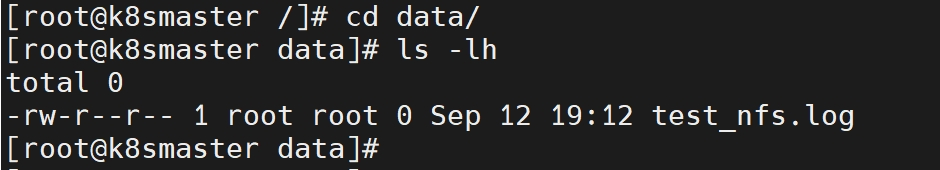 [root@k8smaster /]# cd data/
[root@k8smaster data]# ls -lh
total 0
-rw-r--r-- 1 root root 0 Sep 12 19:12 test_nfs.log
[root@k8smaster data]#